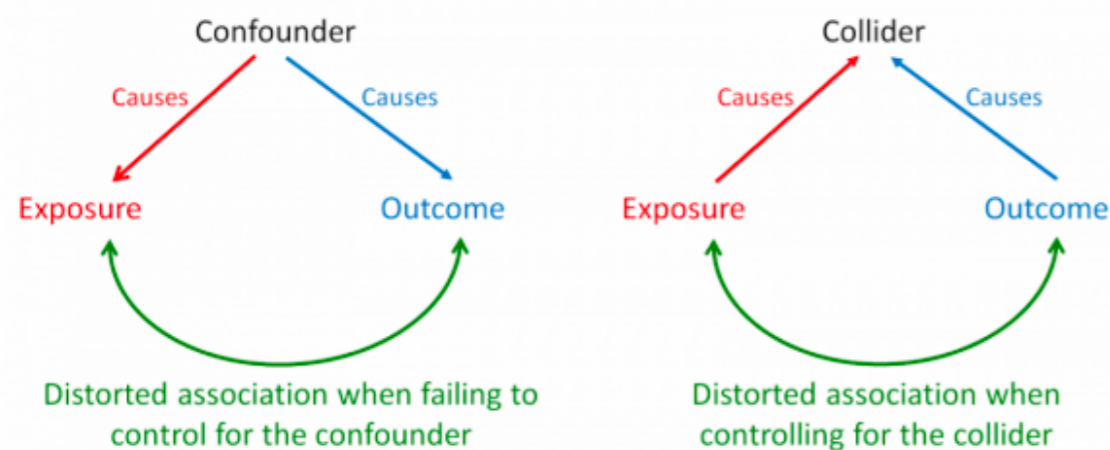 Confounder
Causes
Causes
Exposure
Outcome
Distorted association when failing to
control for the confounder
Collider
Causes
Causes
Exposure
Outcome
Distorted association when
controlling for the collider